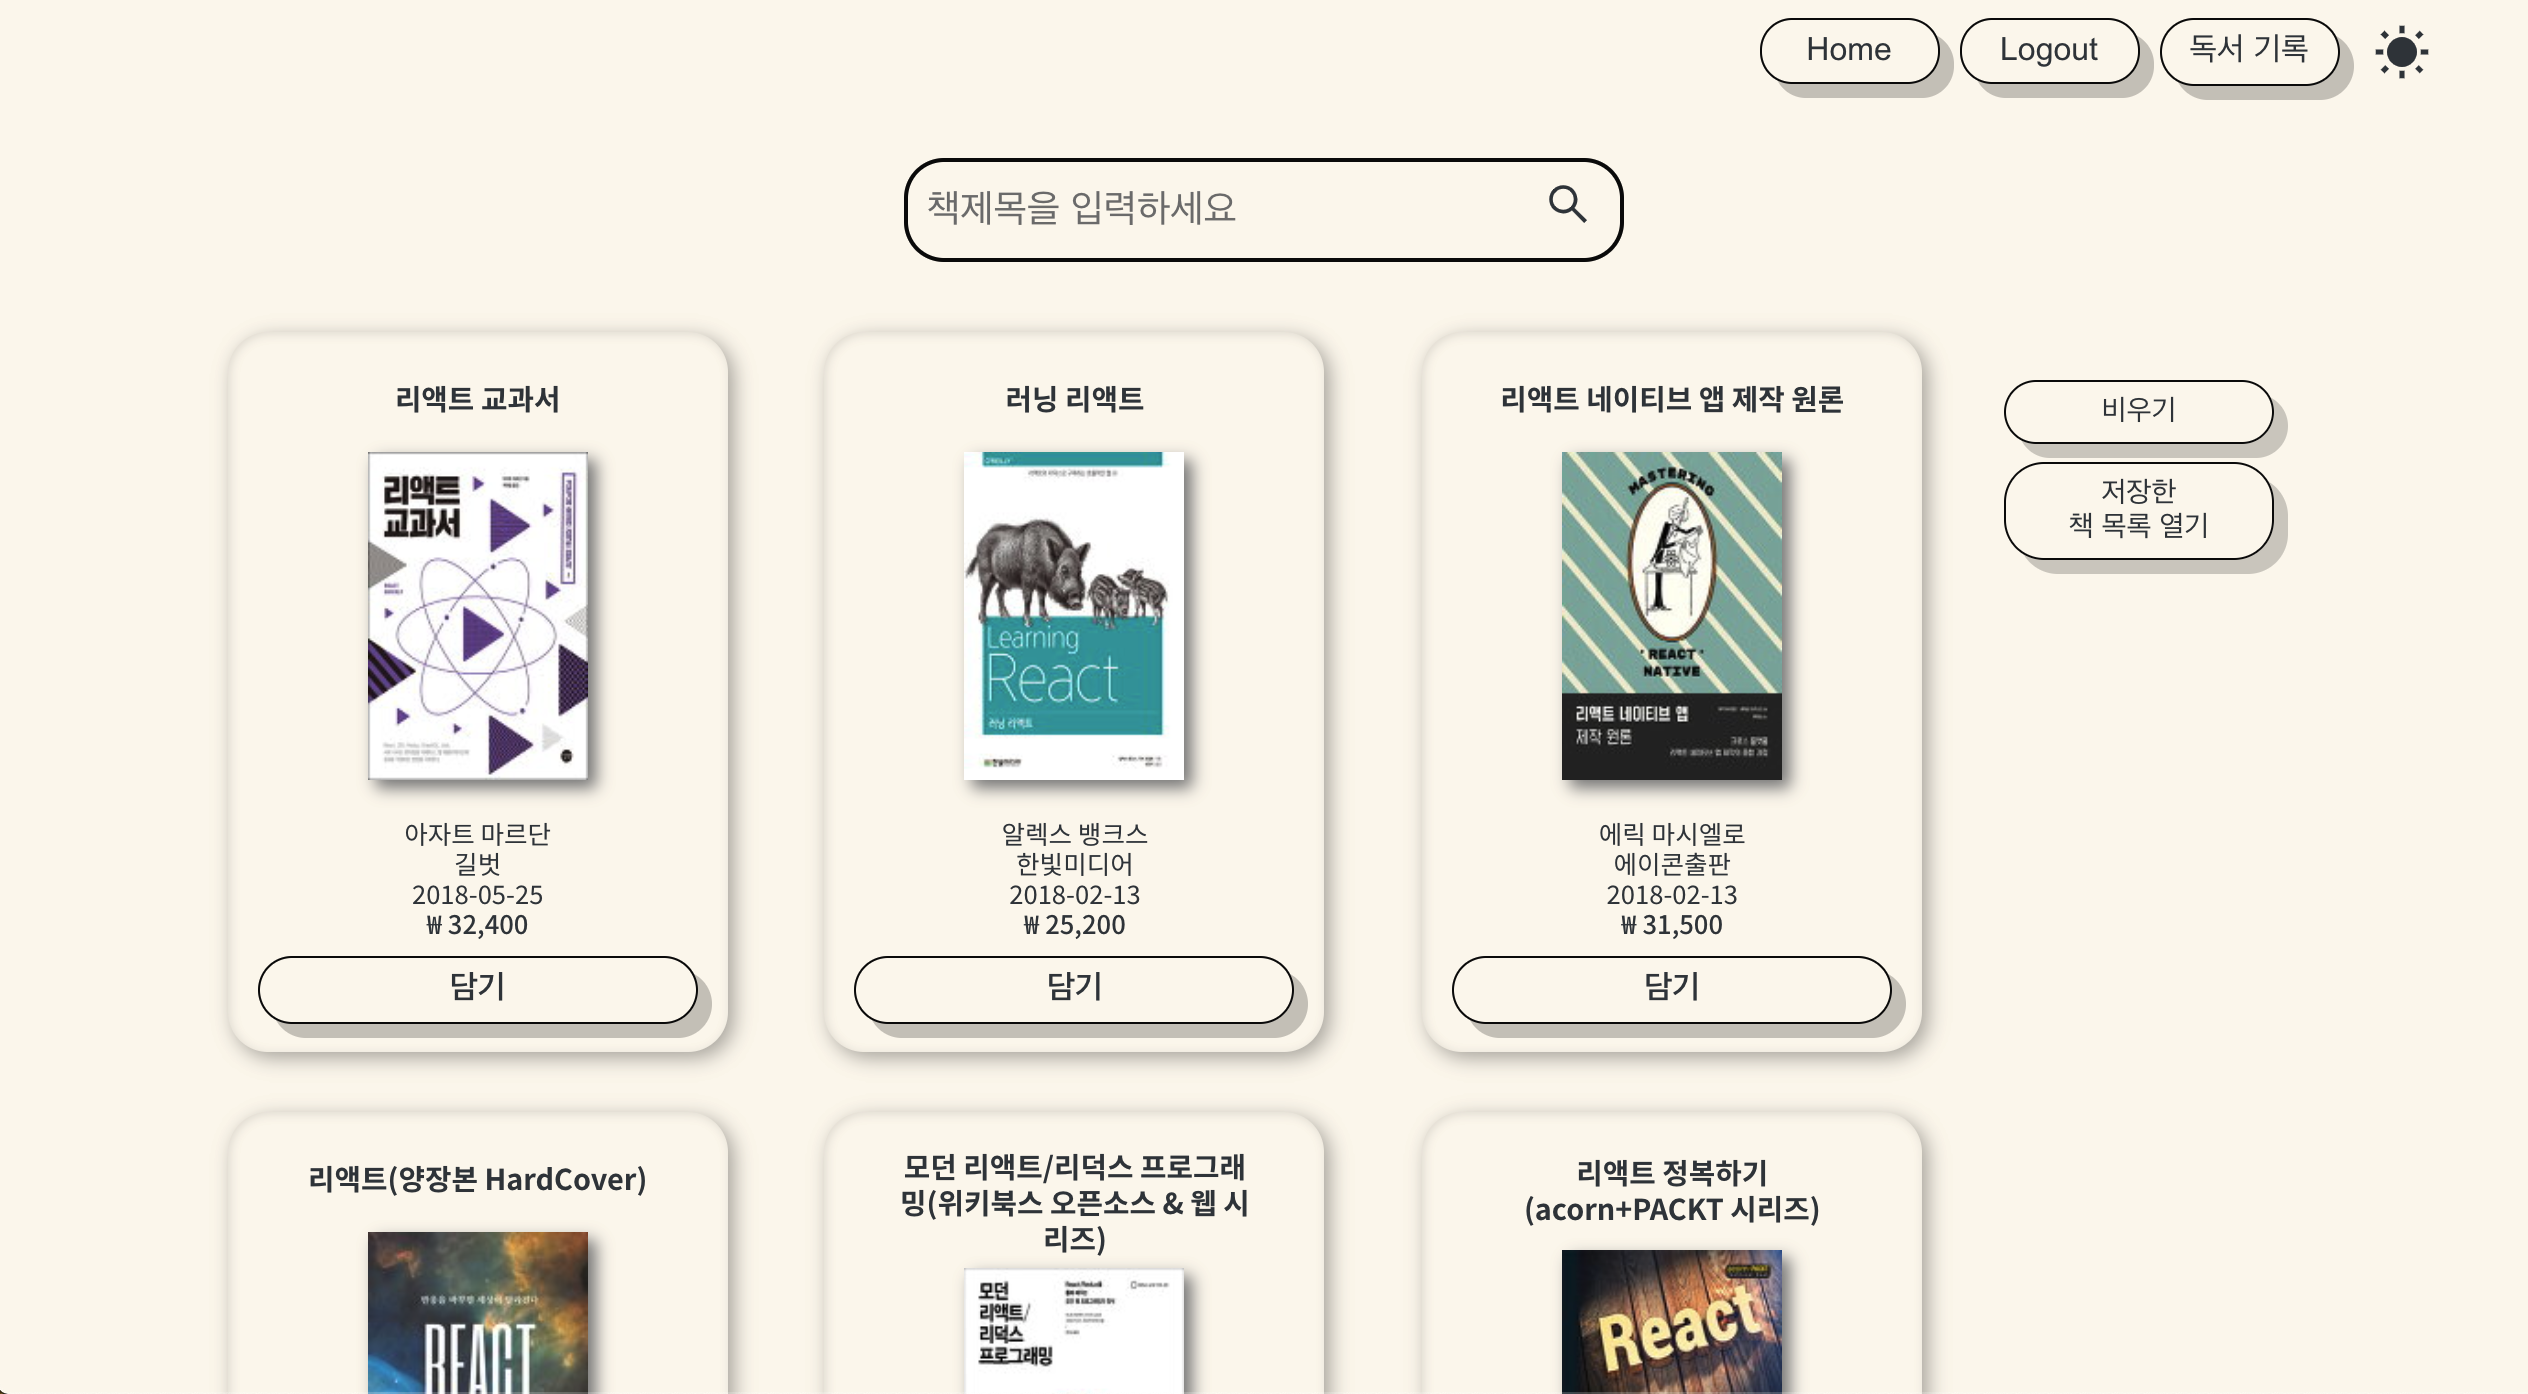 Home
Logout
독서 기록
책제목을 입력하세요
리액트 교과서
러닝 리액트
리액트 네이티브 앱 제작 원론
비우기
저장한
책 목록 열기
리액트
교과서
O'REILLY
Learning
React
러닝 리액트
한빛미디어
MASTERING
REACT
NATIVE
리액트 네이티브 앱
제작 원론
아자트 마르단
길벗
2018-05-25
₩ 32,400
담기
알렉스 뱅크스
한빛미디어
2018-02-13
₩ 25,200
담기
에릭 마시엘로
에이콘출판
2018-02-13
₩ 31,500
담기
리액트(양장본 HardCover)
모던 리액트/리덕스 프로그래
밍(위키북스 오픈소스 & 웹 시
리즈)
리액트 정복하기
(acorn+PACKT 시리즈)
REACT
모던
리액트/
리덕스
프로그래밍
React